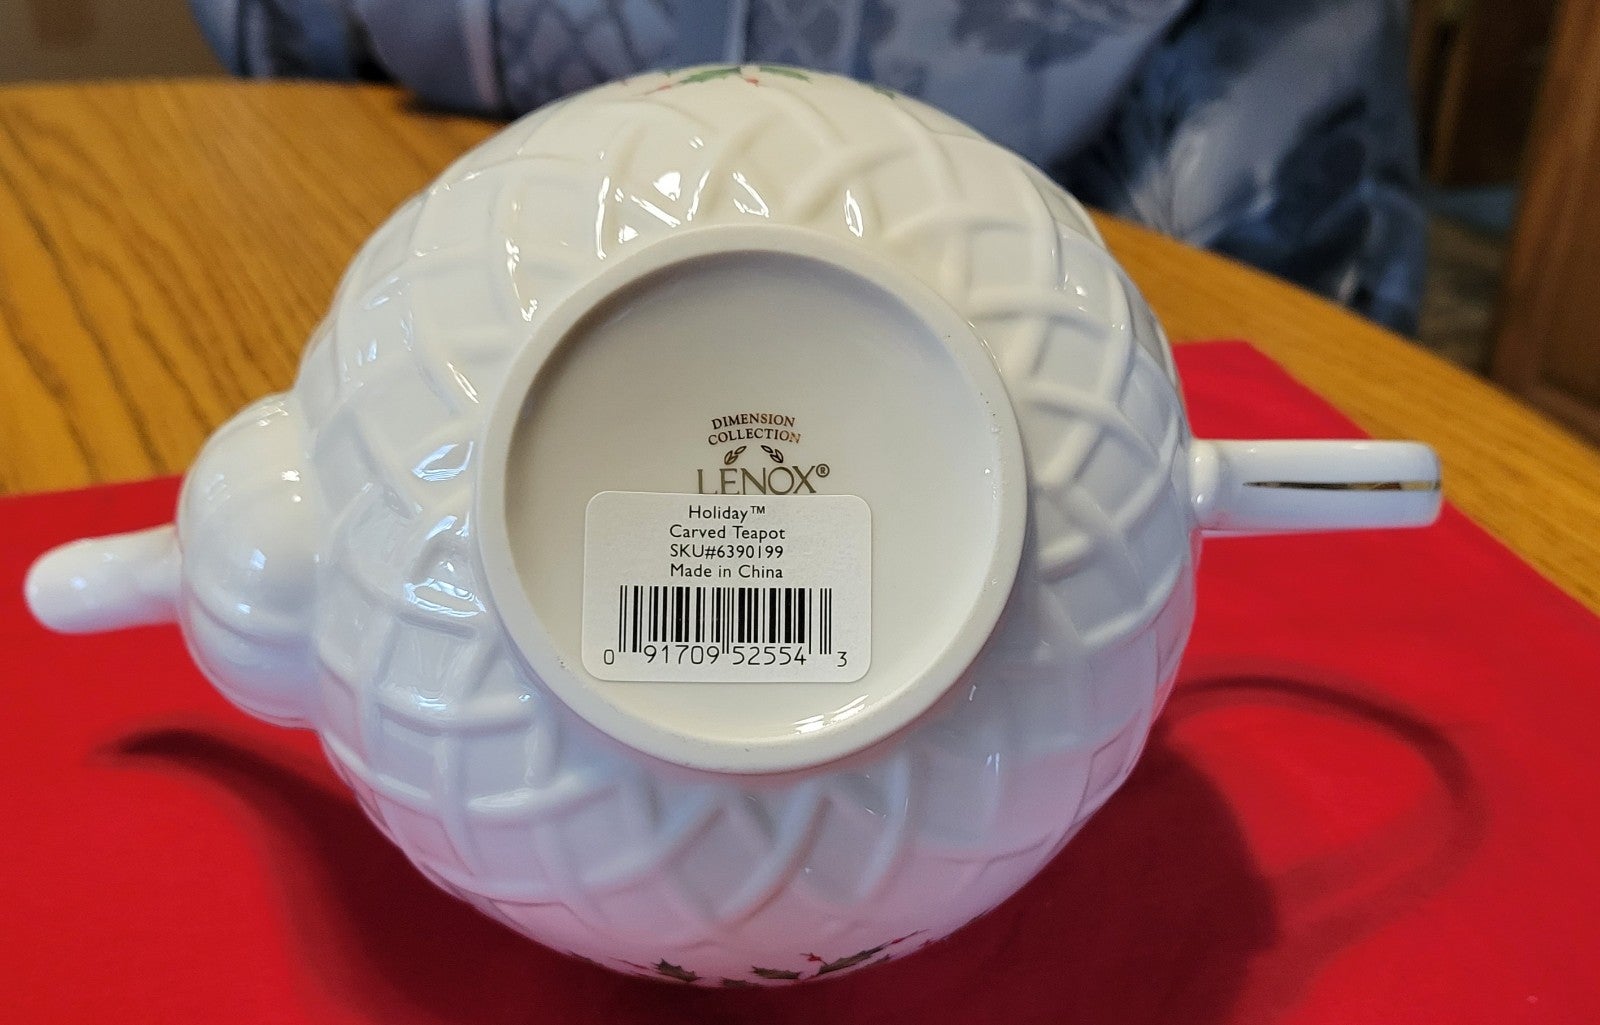 DIMENSION
COLLECTION
LENOX®
Holiday™
Carved Teapot
SKU#6390199
Made in China
0 91709 52554 3